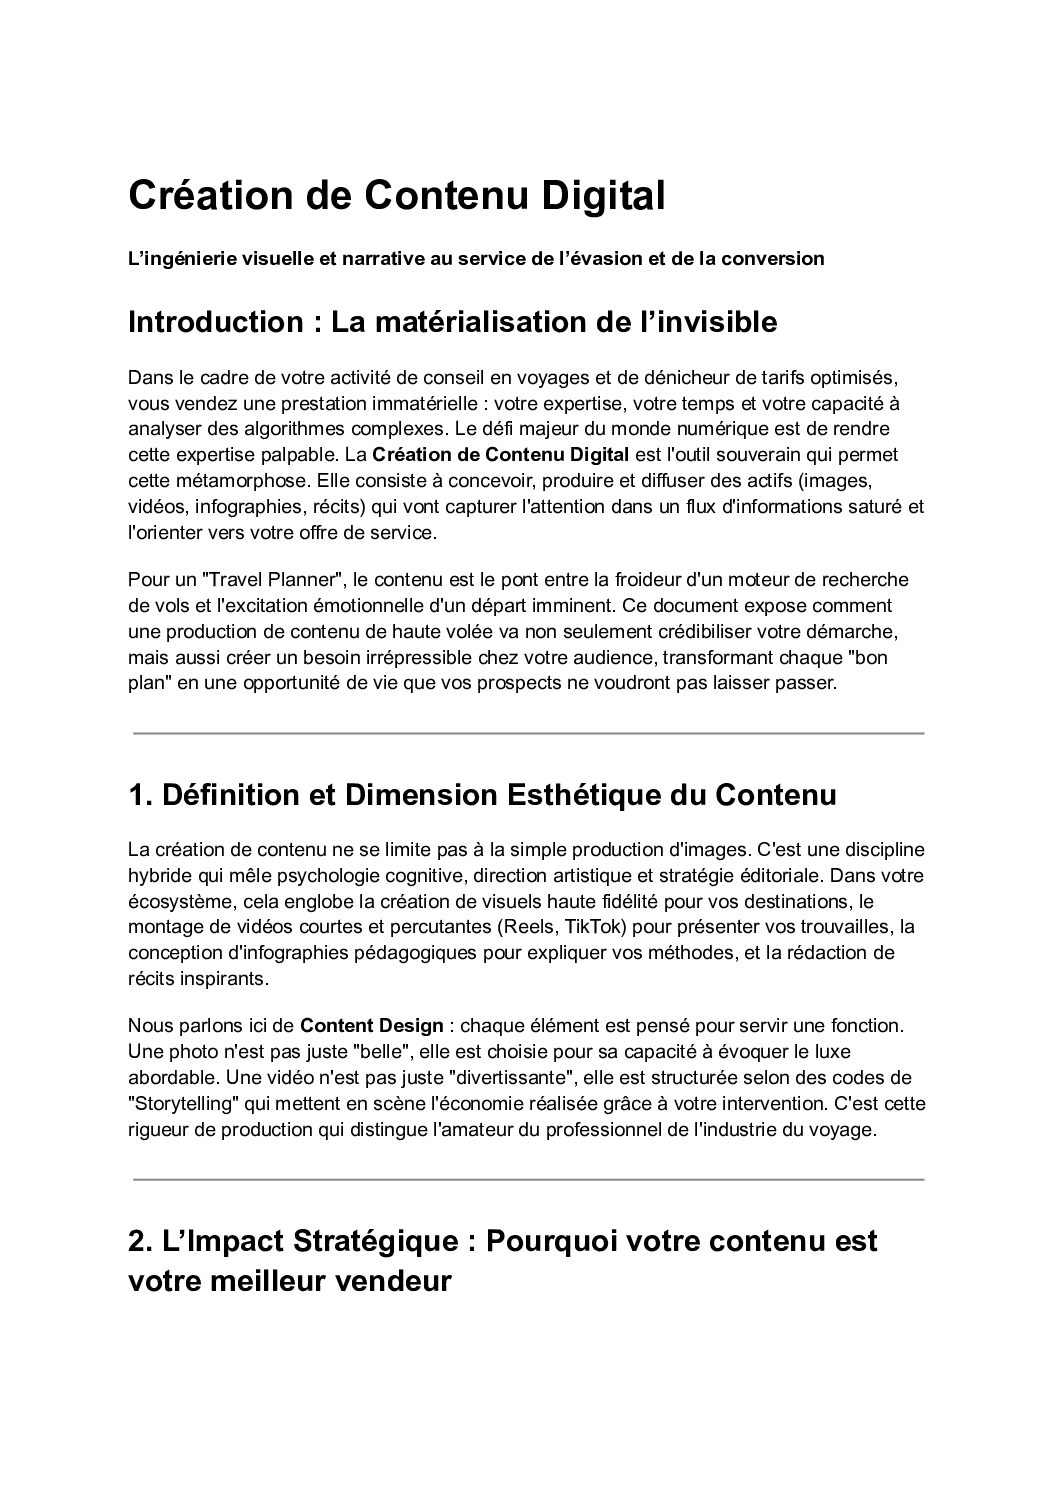 Création de Contenu Digital
L’ingénierie visuelle et narrative au service de l’évasion et de la conversion
Introduction : La matérialisation de l’invisible
Dans le cadre de votre activité de conseil en voyages et de dénicheur de tarifs optimisés,
vous vendez une prestation immatérielle : votre expertise, votre temps et votre capacité à
analyser des algorithmes complexes. Le défi majeur du monde numérique est de rendre
cette expertise palpable. La Création de Contenu Digital est l'outil souverain qui permet
cette métamorphose. Elle consiste à concevoir, produire et diffuser des actifs (images,
vidéos, infographies, récits) qui vont capturer l'attention dans un flux d'informations saturé et
l'orienter vers votre offre de service.
Pour un "Travel Planner", le contenu est le pont entre la froideur d'un moteur de recherche
de vols et l'excitation émotionnelle d'un départ imminent. Ce document expose comment
une production de contenu de haute volée va non seulement crédibiliser votre démarche,
mais aussi créer un besoin irrépressible chez votre audience, transformant chaque "bon
plan" en une opportunité de vie que vos prospects ne voudront pas laisser passer.
1. Définition et Dimension Esthétique du Contenu
La création de contenu ne se limite pas à la simple production d'images. C'est une discipline
hybride qui mêle psychologie cognitive, direction artistique et stratégie éditoriale. Dans votre
écosystème, cela englobe la création de visuels haute fidélité pour vos destinations, le
montage de vidéos courtes et percutantes (Reels, TikTok) pour présenter vos trouvailles, la
conception d'infographies pédagogiques pour expliquer vos méthodes, et la rédaction de
récits inspirants.
Nous parlons ici de Content Design : chaque élément est pensé pour servir une fonction.
Une photo n'est pas juste "belle", elle est choisie pour sa capacité à évoquer le luxe
abordable. Une vidéo n'est pas juste "divertissante", elle est structurée selon des codes de
"Storytelling" qui mettent en scène l'économie réalisée grâce à votre intervention. C'est cette
rigueur de production qui distingue l'amateur du professionnel de l'industrie du voyage.
2. L’Impact Stratégique : Pourquoi votre contenu est
votre meilleur vendeur